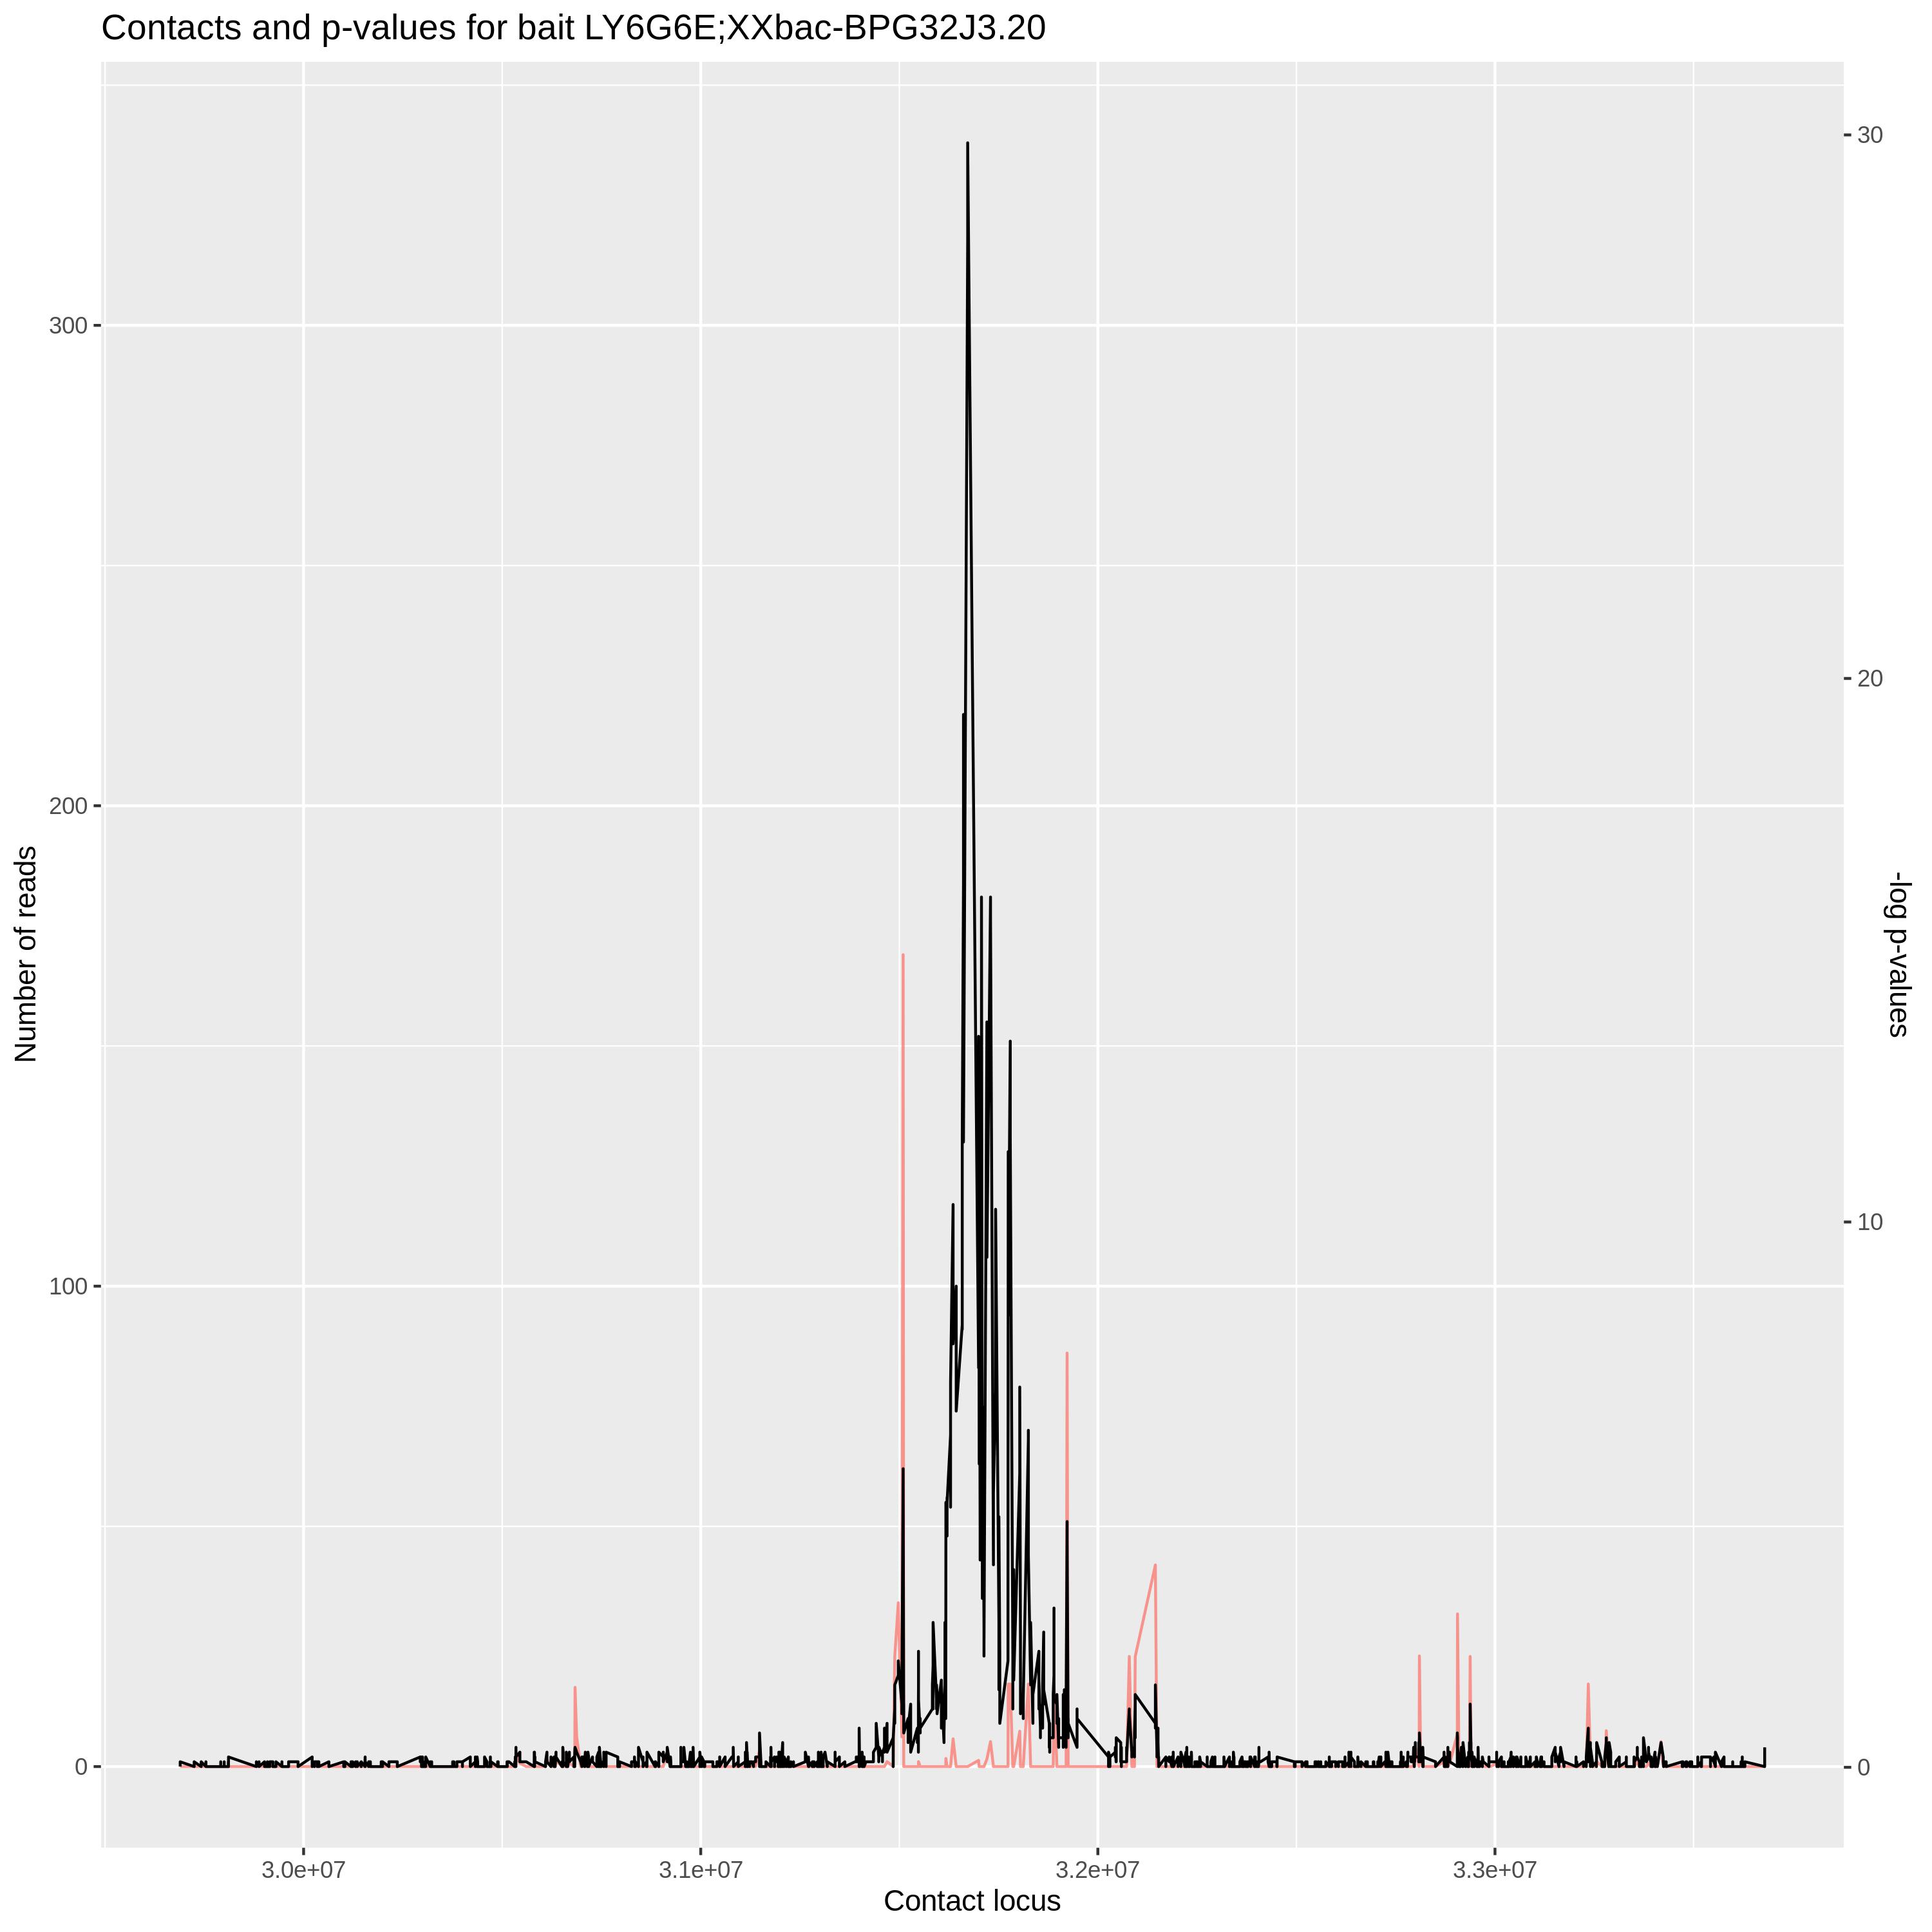 Contacts and p-values for bait LY6G6E;XXbac-BPG32J3.20
300
200
100
0
Number of reads
30
20
10
0
-log p-values
3.0e+07
3.1e+07
3.2e+07
3.3e+07
Contact locus